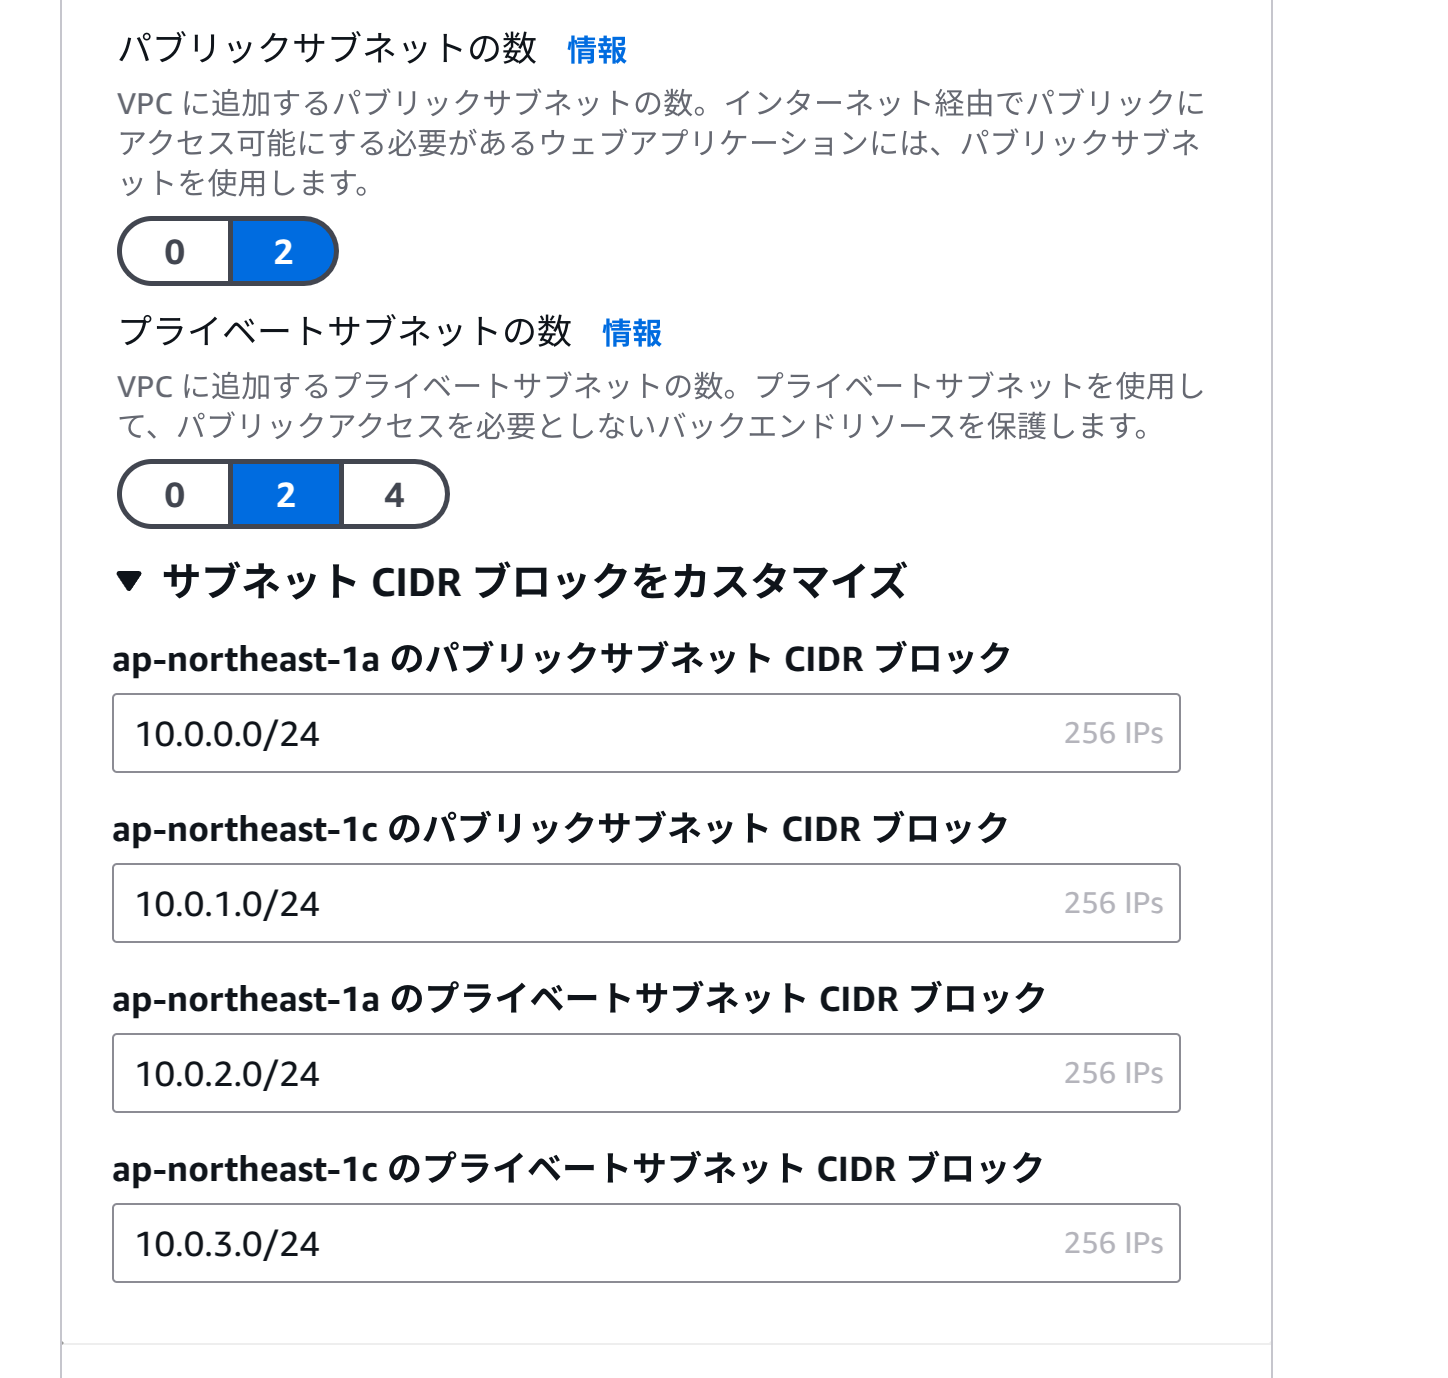 パブリックサブネットの数 情報
VPC に追加するパブリックサブネットの数。インターネット経由でパブリックに
アクセス可能にする必要があるウェブアプリケーションには、パブリックサブネ
ットを使用します。
0 2
プライベートサブネットの数 情報
VPC に追加するプライベートサブネットの数。プライベートサブネットを使用し
て、パブリックアクセスを必要としないバックエンドリソースを保護します。
0 2 4
▼ サブネット CIDR ブロックをカスタマイズ
ap-northeast-1a のパブリックサブネット CIDR ブロック
10.0.0.0/24 256 IPs
ap-northeast-1c のパブリックサブネット CIDR ブロック
10.0.1.0/24 256 IPs
ap-northeast-1a のプライベートサブネット CIDR ブロック
10.0.2.0/24 256 IPs
ap-northeast-1c のプライベートサブネット CIDR ブロック
10.0.3.0/24 256 IPs